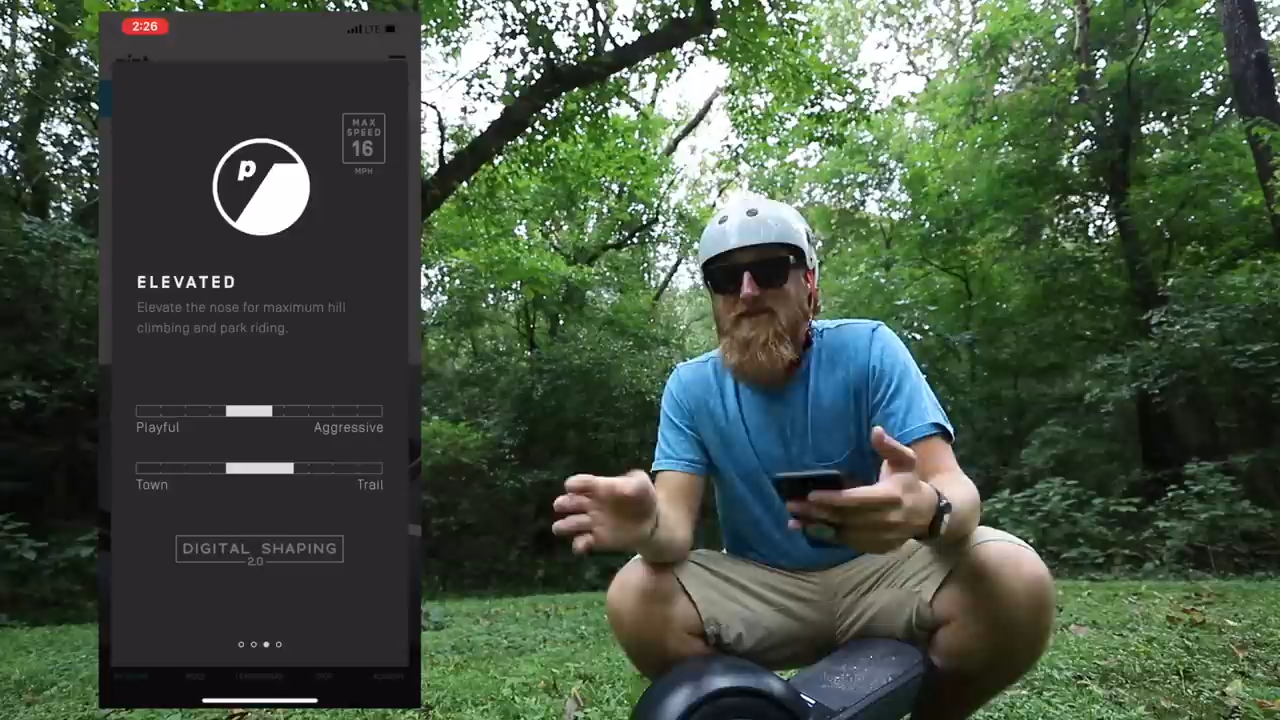 2:26
LTE
MAX
SPEED
16
MPH
p
ELEVATED
Elevate the nose for maximum hill
climbing and park riding.
Playful Aggressive
Town Trail
DIGITAL SHAPING
2.0